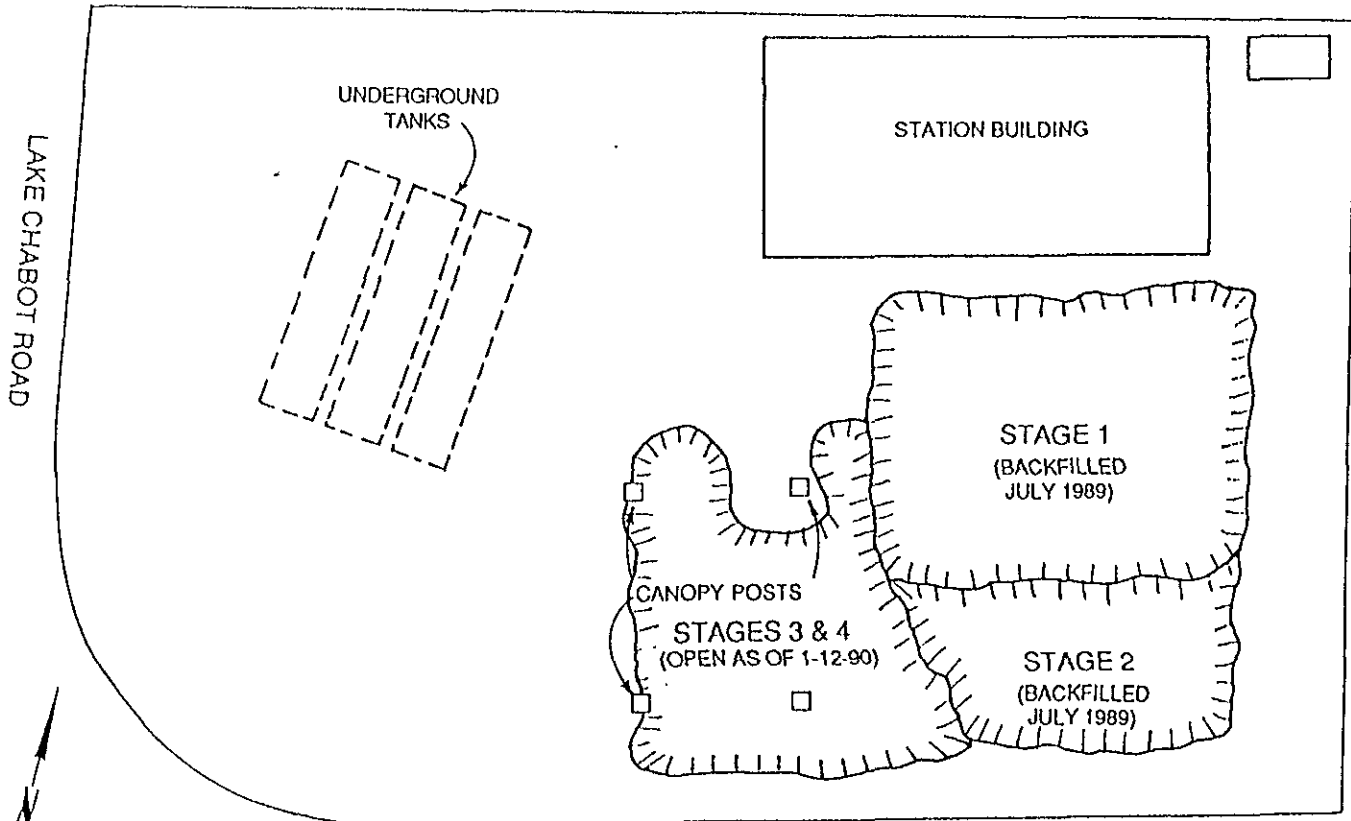 UNDERGROUND
TANKS
STATION BUILDING
LAKE CHABOT ROAD
STAGE 1
(BACKFILLED
JULY 1989)
CANOPY POSTS
STAGES 3 & 4
(OPEN AS OF 1-12-90)
STAGE 2
(BACKFILLED
JULY 1989)